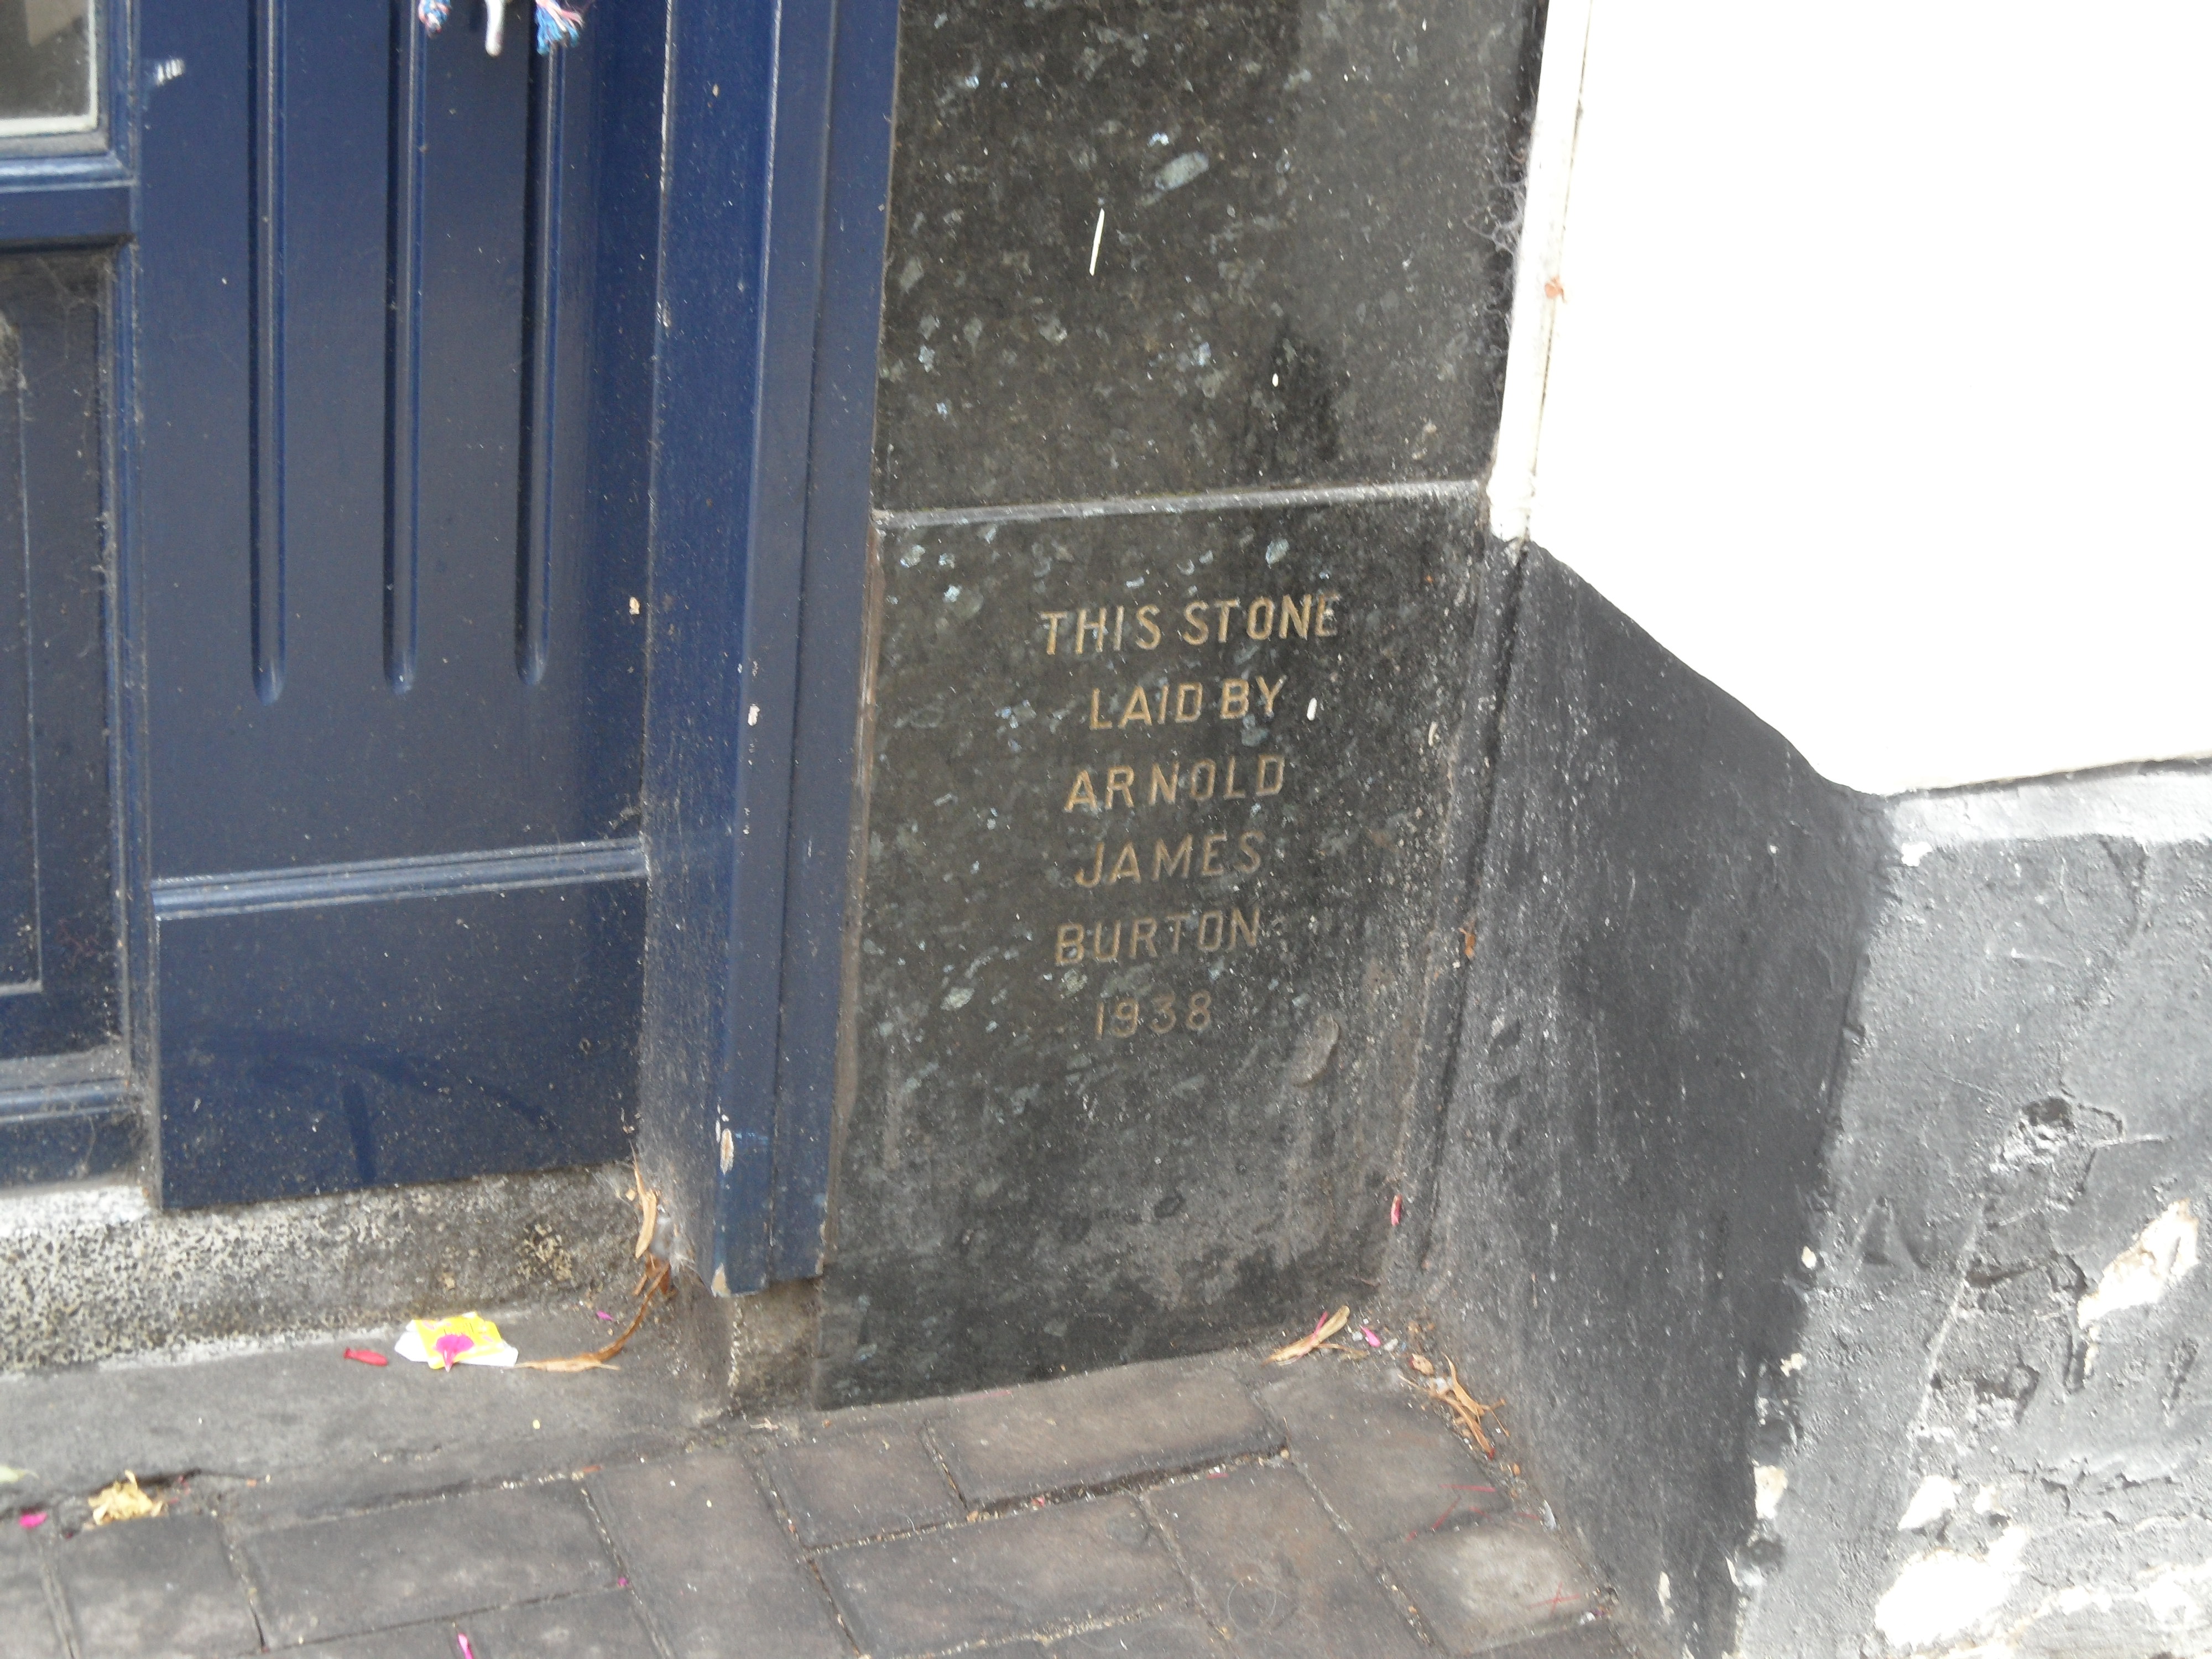 THIS STONE
LAID BY
ARNOLD
JAMES
BURTON
1938